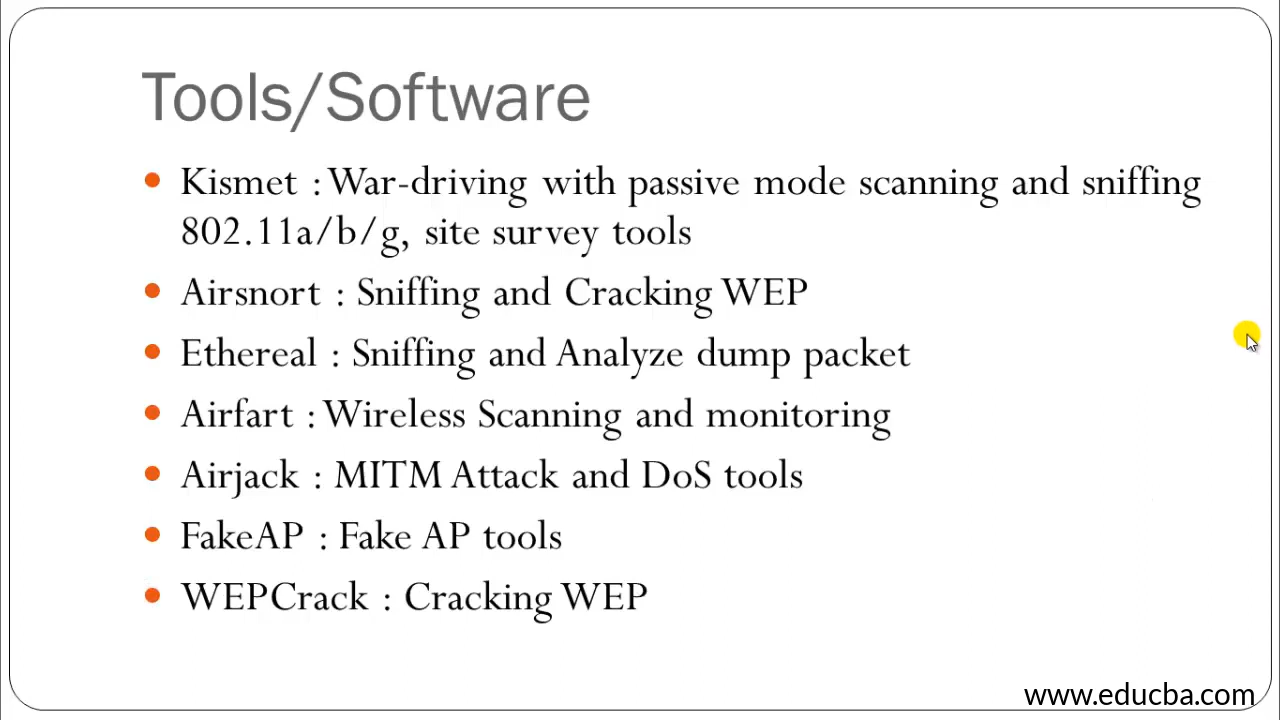 Tools/Software
• Kismet : War-driving with passive mode scanning and sniffing
802.11a/b/g, site survey tools
• Airsnort : Sniffing and Cracking WEP
• Ethereal : Sniffing and Analyze dump packet
• Airfart : Wireless Scanning and monitoring
• Airjack : MITM Attack and DoS tools
• FakeAP : Fake AP tools
• WEPCrack : Cracking WEP
www.educba.com